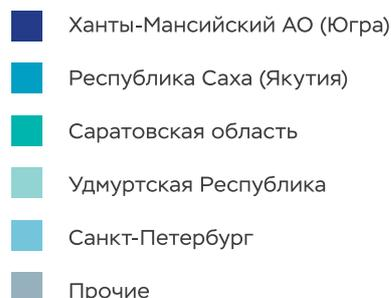 Ханты-Мансийский АО (Югра)
Республика Саха (Якутия)
Саратовская область
Удмуртская Республика
Санкт-Петербург
Прочие